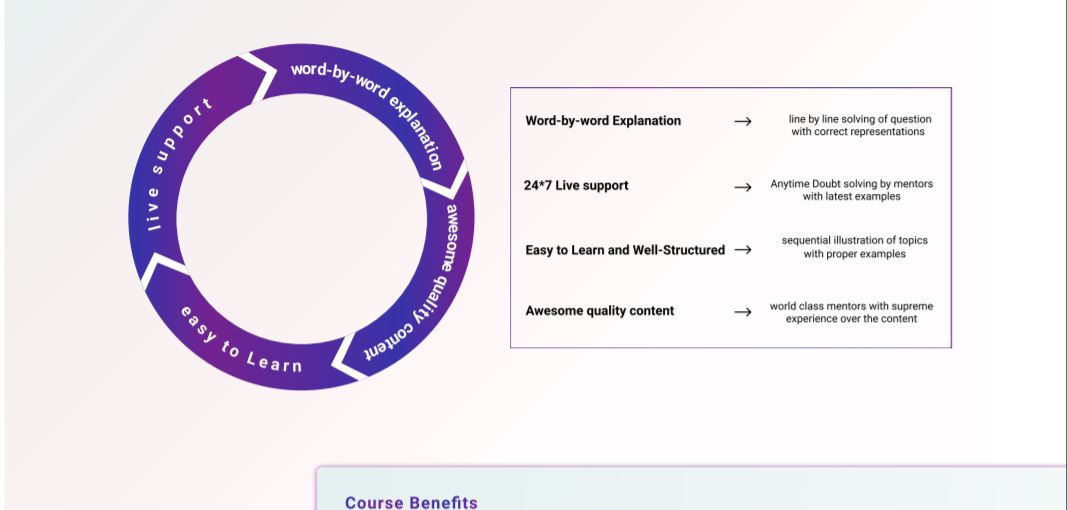 word-by-word explanation
awesome quality content
easy to Learn
live support
Word-by-word Explanation → line by line solving of question
with correct representations
24*7 Live support → Anytime Doubt solving by mentors
with latest examples
Easy to Learn and Well-Structured → sequential illustration of topics
with proper examples
Awesome quality content → world class mentors with supreme
experience over the content
Course Benefits